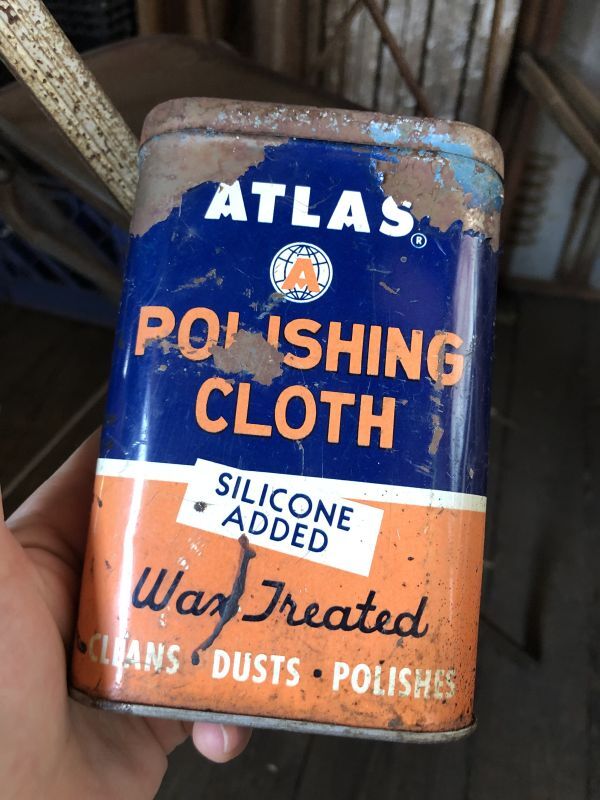 ATLAS®
A
POLISHING
CLOTH
SILICONE
ADDED
Wax Treated
CLEANS • DUSTS • POLISHES